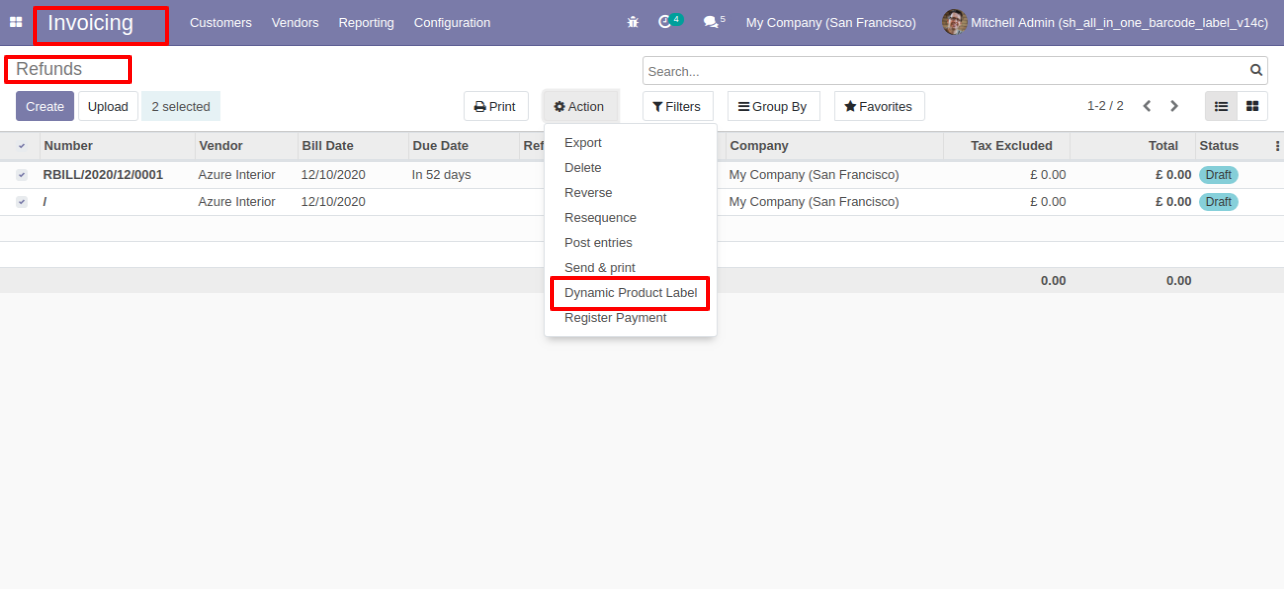 Invoicing Customers Vendors Reporting Configuration 4 5 My Company (San Francisco) Mitchell Admin (sh_all_in_one_barcode_label_v14c)
Refunds Search...
Create Upload 2 selected Print Action Filters Group By Favorites 1-2 / 2
Number Vendor Bill Date Due Date Ref Company Tax Excluded Total Status
RBILL/2020/12/0001 Azure Interior 12/10/2020 In 52 days My Company (San Francisco) £ 0.00 £ 0.00 Draft
/ Azure Interior 12/10/2020 My Company (San Francisco) £ 0.00 £ 0.00 Draft
0.00 0.00
Export
Delete
Reverse
Resequence
Post entries
Send & print
Dynamic Product Label
Register Payment